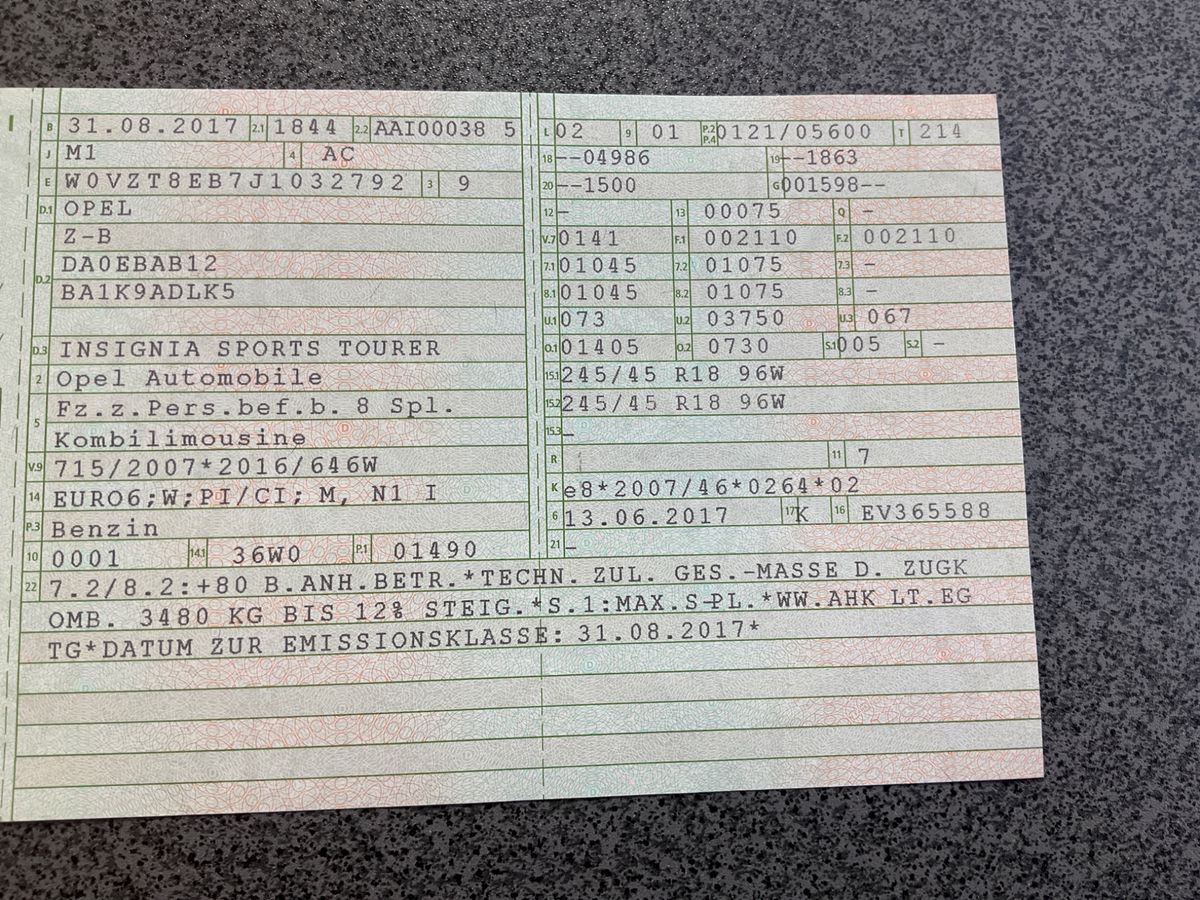 B 31.08.2017 2.1 1844 2.2 AAI00038 5 L 02 9 01 P.2 P.4 0121/05600 T 214
J M1 4 AC 18 --04986 19 --1863
E W0VZT8EB7J1032792 3 9 20 --1500 G 001598--
D.1 OPEL 12 - 13 00075 Q -
D.2 Z-B V.7 0141 F.1 002110 F.2 002110
DA0EBAB12 7.1 01045 7.2 01075 7.3 -
BA1K9ADLK5 8.1 01045 8.2 01075 8.3 -
U.1 073 U.2 03750 U.3 067
D.3 INSIGNIA SPORTS TOURER O.1 01405 O.2 0730 S.1 005 S.2 -
2 Opel Automobile 15.1 245/45 R18 96W
5 Fz.z.Pers.bef.b. 8 Spl. 15.2 245/45 R18 96W
Kombilimousine 15.3 -
V.9 715/2007*2016/646W R 11 7
14 EURO6;W;PI/CI; M, N1 I K e8*2007/46*0264*02
P.3 Benzin 6 13.06.2017 17 K 16 EV365588
10 0001 14.1 36W0 P.1 01490 21 -
22 7.2/8.2:+80 B.ANH.BETR.*TECHN. ZUL. GES.-MASSE D. ZUGK
OMB. 3480 KG BIS 12% STEIG.*S.1:MAX.S-PL.*WW.AHK LT.EG
TG*DATUM ZUR EMISSIONSKLASSE: 31.08.2017*